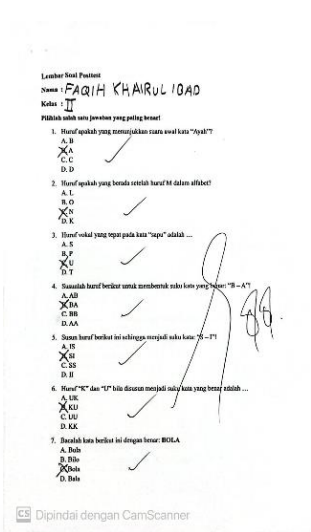 Lembar Soal Posttest
Nama : FAQIH KHAIRUL IBAD
Kelas : II
Pilihlah salah satu jawaban yang paling benar!
1. Huruf apakah yang menunjukkan suara awal kata "Ayah"?
A. B
B. A
C. C
D. D
2. Huruf apakah yang berada setelah huruf M dalam alfabet?
A. L
B. O
C. N
D. K
3. Huruf vokal yang tepat pada kata "sapu" adalah ...
A. S
B. P
C. U
D. T
4. Susunlah huruf berikut untuk membentuk suku kata yang benar: "B – A"!
A. AB
B. BA
C. BB
D. AA
5. Susun huruf berikut ini sehingga menjadi suku kata: "S – I"!
A. IS
B. SI
C. SS
D. II
6. Huruf "K" dan "U" bila disusun menjadi suku kata yang benar adalah ...
A. UK
B. KU
C. UU
D. KK
7. Bacalah kata berikut ini dengan benar: BOLA
A. Bola
B. Bila
C. Bola
D. Bala
CS Dipindai dengan CamScanner